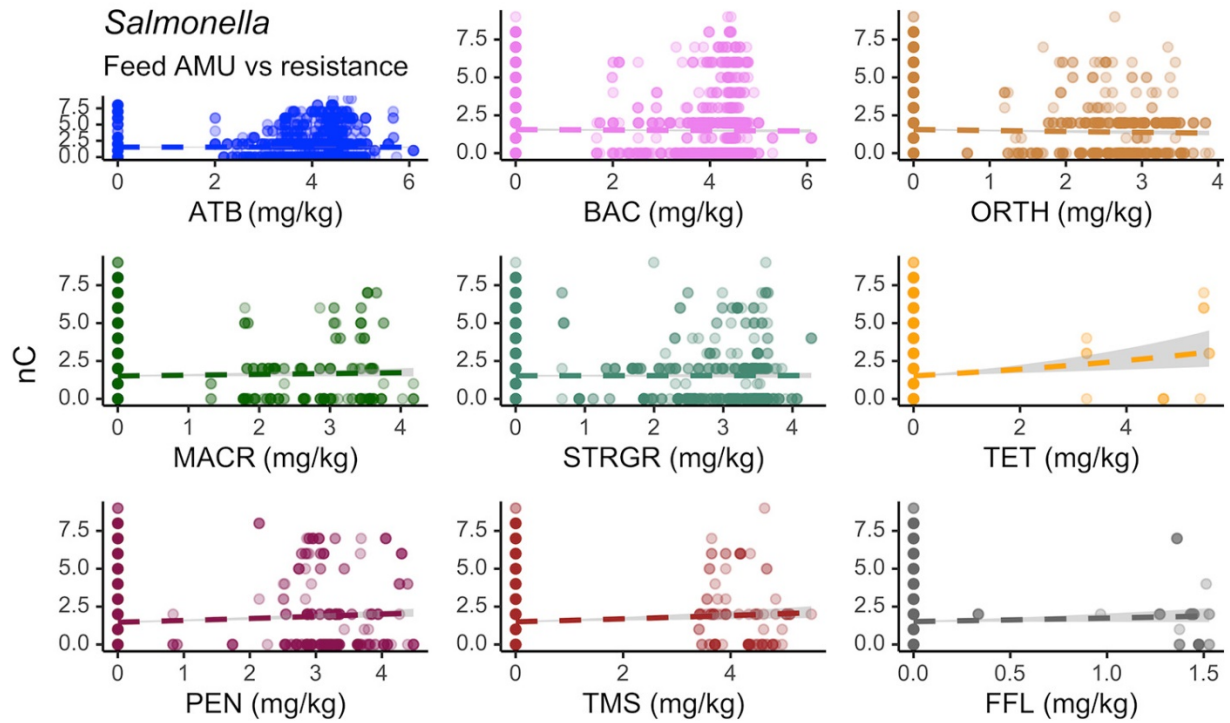 Salmonella
Feed AMU vs resistance
7.5
5.0
2.5
0.0
0 2 4 6
ATB (mg/kg)
7.5
5.0
2.5
0.0
0 2 4 6
BAC (mg/kg)
7.5
5.0
2.5
0.0
0 1 2 3 4
ORTH (mg/kg)
nC
7.5
5.0
2.5
0.0
0 1 2 3 4
MACR (mg/kg)
7.5
5.0
2.5
0.0
0 1 2 3 4
STRGR (mg/kg)
7.5
5.0
2.5
0.0
0 2 4
TET (mg/kg)
7.5
5.0
2.5
0.0
0 1 2 3 4
PEN (mg/kg)
7.5
5.0
2.5
0.0
0 2 4
TMS (mg/kg)
7.5
5.0
2.5
0.0
0.0 0.5 1.0 1.5
FFL (mg/kg)